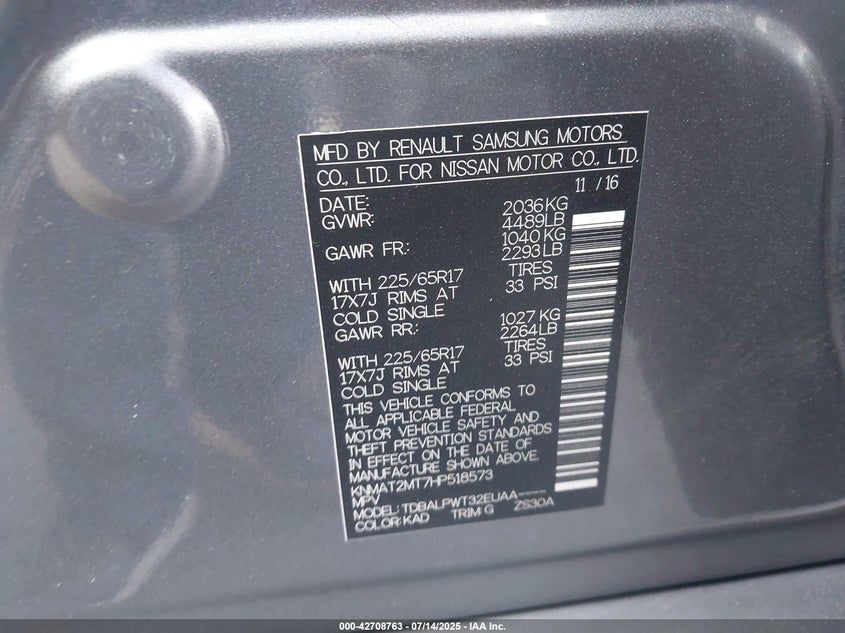 MFD BY RENAULT SAMSUNG MOTORS
CO., LTD. FOR NISSAN MOTOR CO., LTD.
DATE: 11 / 16
GVWR: 2036KG
4489LB
GAWR FR: 1040KG
2293LB
WITH 225/65R17 TIRES
17X7J RIMS AT 33 PSI
COLD SINGLE
GAWR RR: 1027 KG
2264LB
WITH 225/65R17 TIRES
17X7J RIMS AT 33 PSI
COLD SINGLE
THIS VEHICLE CONFORMS TO
ALL APPLICABLE FEDERAL
MOTOR VEHICLE SAFETY AND
THEFT PREVENTION STANDARDS
IN EFFECT ON THE DATE OF
MANUFACTURE SHOWN ABOVE.
KNMAT2MT7HP518573
MPV
MODEL: TDBALPWT32EUAA----
COLOR: KAD TRIM: G ZS30A
000-42708763 - 07/14/2025 - IAA Inc.